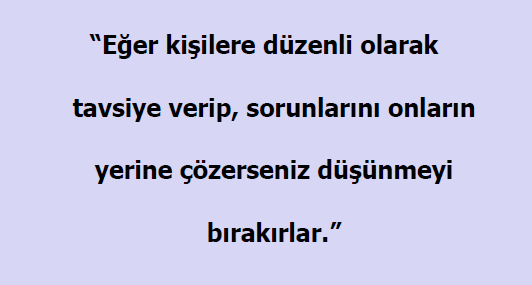 “Eğer kişilere düzenli olarak
tavsiye verip, sorunlarını onların
yerine çözerseniz düşünmeyi
bırakırlar.”